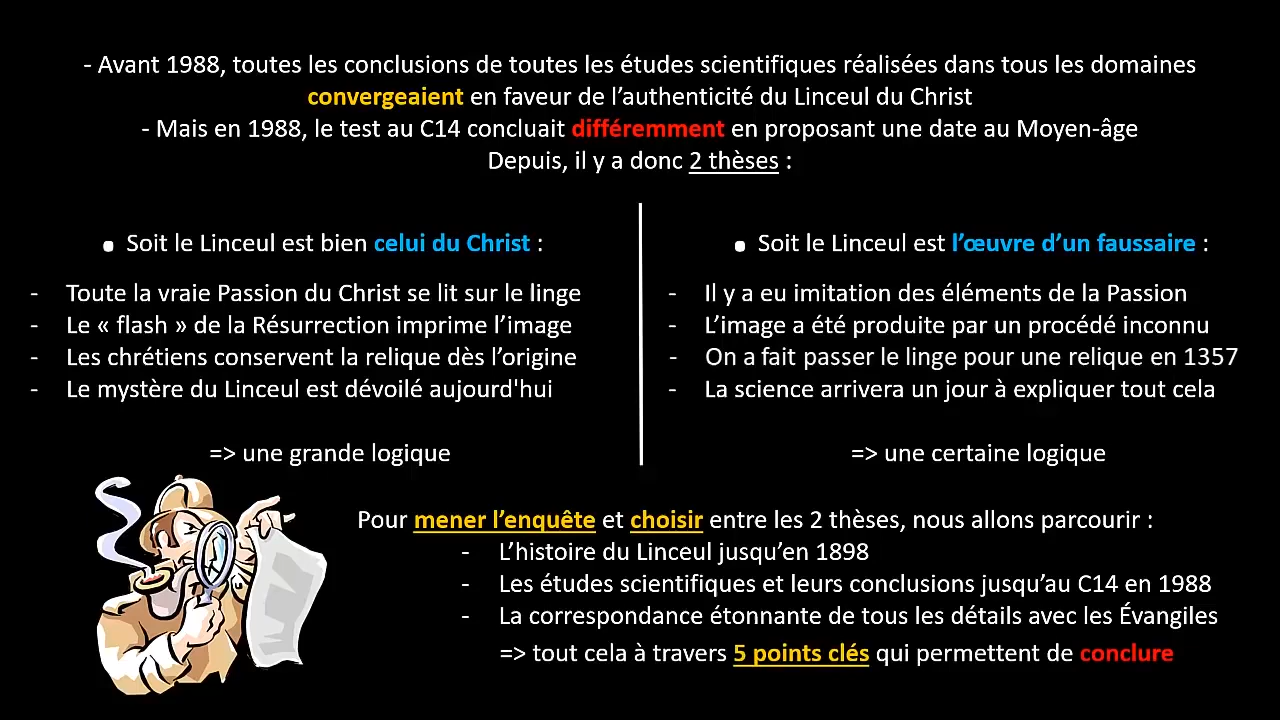 - Avant 1988, toutes les conclusions de toutes les études scientifiques réalisées dans tous les domaines
convergeaient en faveur de l’authenticité du Linceul du Christ
- Mais en 1988, le test au C14 concluait différemment en proposant une date au Moyen-âge
Depuis, il y a donc 2 thèses :
• Soit le Linceul est bien celui du Christ :
- Toute la vraie Passion du Christ se lit sur le linge
- Le « flash » de la Résurrection imprime l’image
- Les chrétiens conservent la relique dès l’origine
- Le mystère du Linceul est dévoilé aujourd'hui
=> une grande logique
• Soit le Linceul est l’œuvre d’un faussaire :
- Il y a eu imitation des éléments de la Passion
- L’image a été produite par un procédé inconnu
- On a fait passer le linge pour une relique en 1357
- La science arrivera un jour à expliquer tout cela
=> une certaine logique
Pour mener l’enquête et choisir entre les 2 thèses, nous allons parcourir :
- L’histoire du Linceul jusqu’en 1898
- Les études scientifiques et leurs conclusions jusqu’au C14 en 1988
- La correspondance étonnante de tous les détails avec les Évangiles
=> tout cela à travers 5 points clés qui permettent de conclure